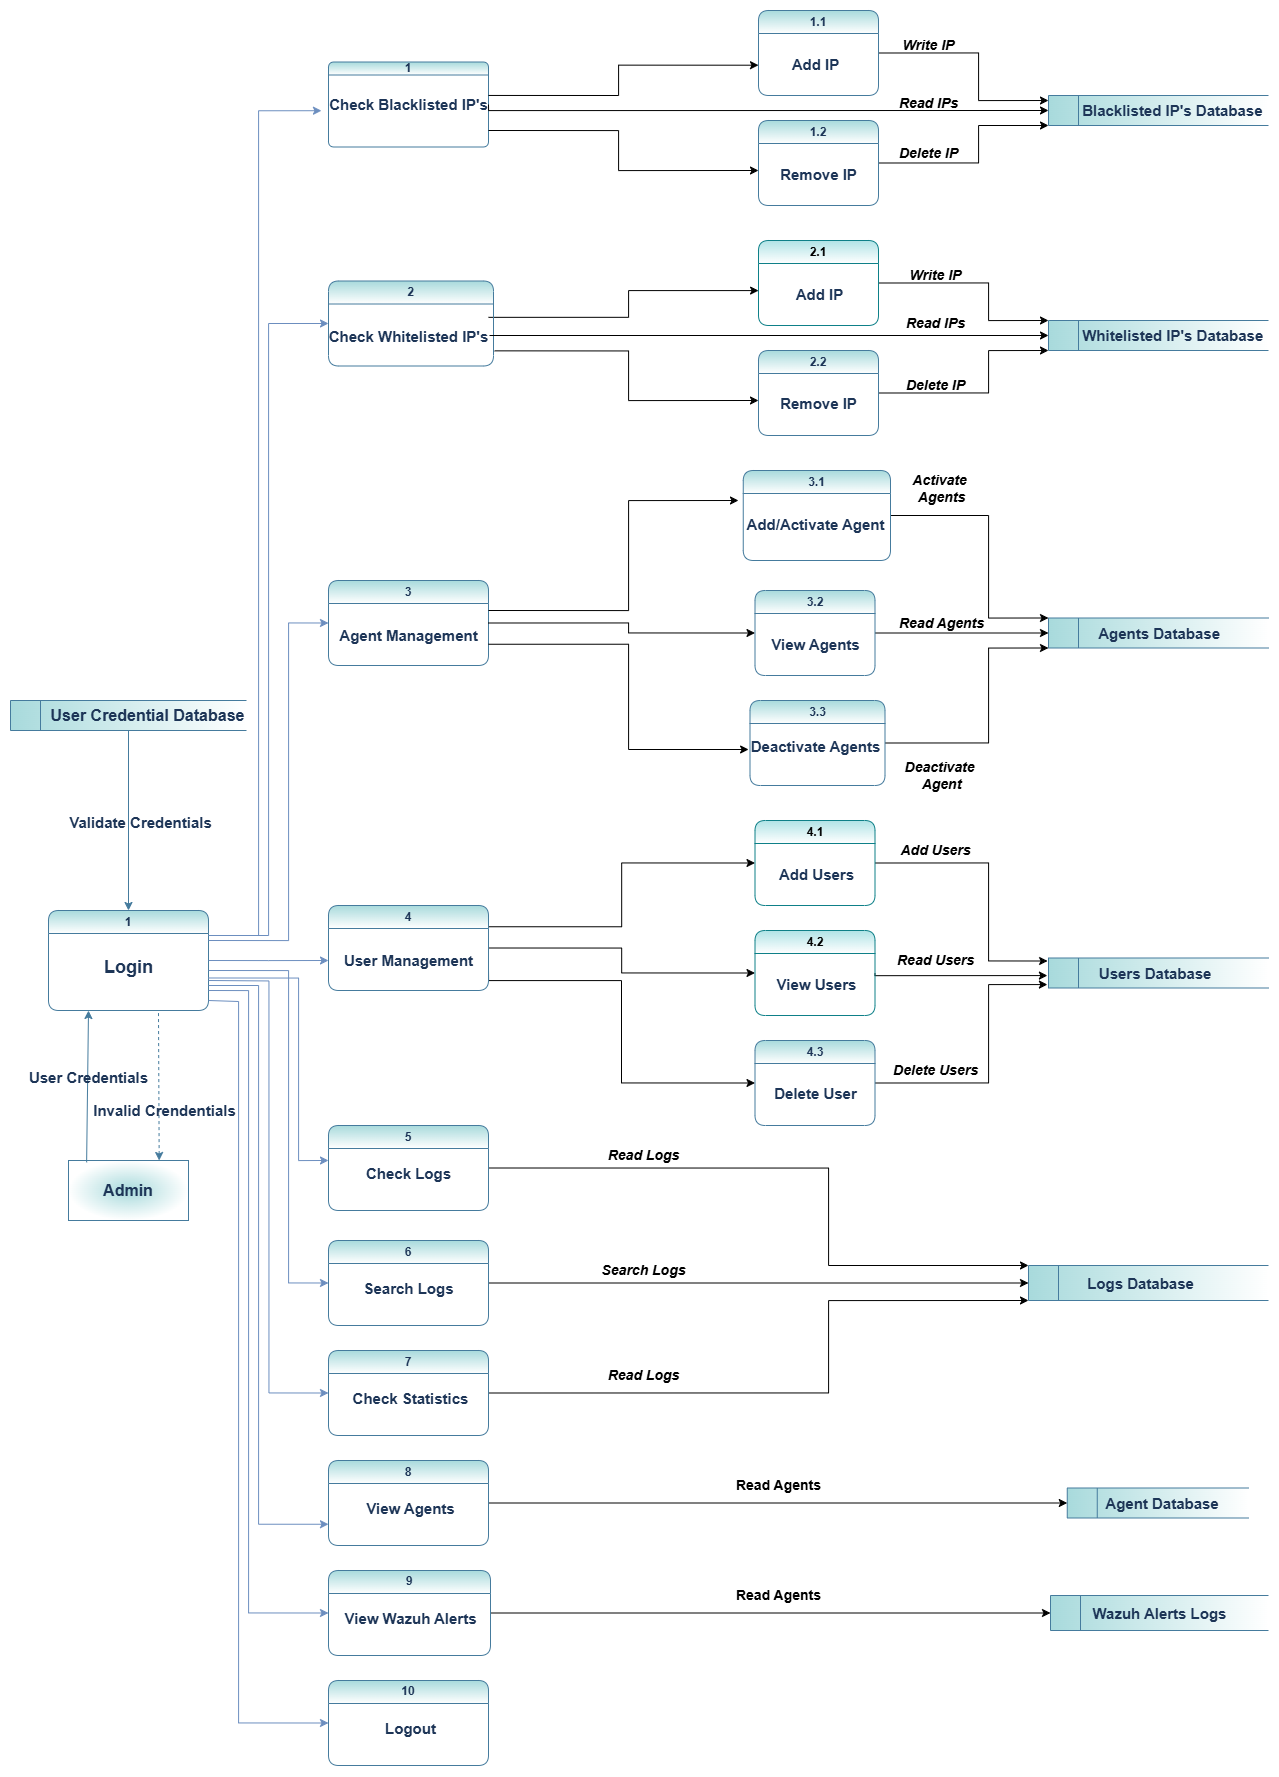 1
Check Blacklisted IP's
1.1
Add IP
Write IP
Read IPs
1.2
Remove IP
Delete IP
Blacklisted IP's Database
2
Check Whitelisted IP's
2.1
Add IP
Write IP
Read IPs
2.2
Remove IP
Delete IP
Whitelisted IP's Database
3
Agent Management
3.1
Add/Activate Agent
Activate
Agents
3.2
View Agents
Read Agents
3.3
Deactivate Agents
Deactivate
Agent
Agents Database
User Credential Database
Validate Credentials
1
Login
User Credentials
Invalid Crendentials
Admin
4
User Management
4.1
Add Users
Add Users
4.2
View Users
Read Users
4.3
Delete User
Delete Users
Users Database
5
Check Logs
Read Logs
6
Search Logs
Search Logs
Logs Database
7
Check Statistics
Read Logs
8
View Agents
Read Agents
Agent Database
9
View Wazuh Alerts
Read Agents
Wazuh Alerts Logs
10
Logout